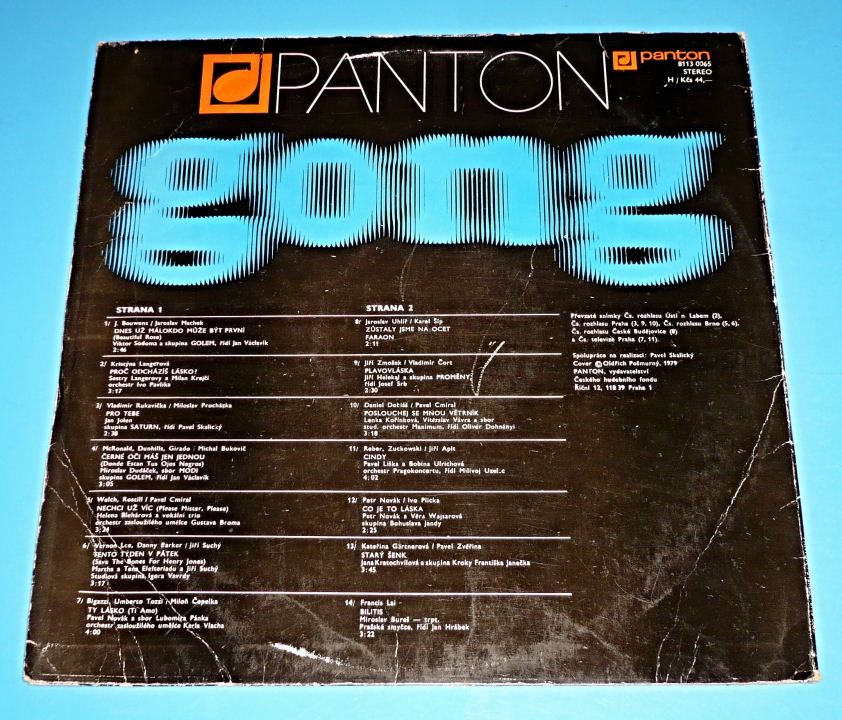 PANTON
panton
8113 0065
STEREO
H / Kčs 44,—
gong
STRANA 1
1/ J. Bouwens / Jaroslav Machek
DNES UŽ MÁLOKDO MŮŽE BÝT PRVNÍ
(Beautiful Rose)
Viktor Sodoma a skupina GOLEM, řídí Jan Václavík
2:46
2/ Kristýna Langerová
PROČ ODCHÁZÍŠ LÁSKO?
Sestry Langerovy a Milan Krajči
orchestr Ivo Pavlíka
3:17
3/ Vladimír Rukavička / Miloslav Procházka
PRO TEBE
Jan Jolen
skupina SATURN, řídí Pavel Skalický
2:38
4/ McRonald, Donhills, Girado / Michal Bukovič
ČERNÉ OČI MÁŠ JEN JEDNOU
(Donde Estan Tus Ojos Negros)
Miroslav Dudáček, sbor MÓDI
skupina GOLEM, řídí Jan Václavík
3:05
5/ Welch, Rostill / Pavel Cmíral
NECHCI UŽ VÍC (Please Mister, Please)
Helena Blehárová a vokální trio
orchestr zasloužilého umělce Gustava Broma
3:24
6/ Vernon Lee, Danny Parker / Jiří Suchý
TENTO TÝDEN V PÁTEK
(Save The Bones For Henry Jones)
Martha a Tena Elefteriadu a Jiří Suchý
Studiová skupina Igora Vavrdy
3:17
7/ Bigazzi, Umberto Tozzi / Miloň Čepelka
TY LÁSKO (Ti Amo)
Pavel Novák a sbor Lubomíra Pánka
orchestr zasloužilého umělce Karla Vlacha
4:00
STRANA 2
8/ Jaroslav Uhlíř / Karel Šíp
ZŮSTALY JSME NA OCET
FARAON
2:11
9/ Jiří Zmožek / Vladimír Čort
PLAVOVLÁSKA
Jiří Helekal a skupina PROMĚNY
řídí Josef Srb
2:30
10/ Daniel Dobiáš / Pavel Cmíral
POSLOUCHEJ SE MNOU VĚTRNÍK
Lenka Kořínková, Vítězslav Vávra a sbor
stud. orchestr Maximum, řídí Oliver Dohnányi
3:18
11/ Reber, Zuckowski / Jiří Aplt
CINDY
Pavel Liška a Bobina Ulrichová
orchestr Pragokoncertu, řídí Milivoj Uzelac
4:02
12/ Petr Novák / Ivo Plicka
CO JE TO LÁSKA
Petr Novák a Věra Wajsarová
skupina Bohuslava Jandy
2:25
13/ Kateřina Gärtnerová / Pavel Zvěřina
STARÝ ŠENK
Jana Kratochvílová a skupina Kroky Františka Janečka
3:45
14/ Francis Lai
BILITIS
Miroslav Bureš — trpt.
Pražské smyčce, řídí Jan Hrábek
3:22
Převzaté snímky Čs. rozhlasu Ústí n. Labem (2),
Čs. rozhlasu Praha (3, 9, 10), Čs. rozhlasu Brno (5, 6),
Čs. rozhlasu České Budějovice (8)
a Čs. televize Praha (7, 11).
Spolupráce na realizaci: Pavel Skalický
Cover © Oldřich Pošmurný, 1979
PANTON, vydavatelství
Českého hudebního fondu
Říční 12, 118 39 Praha 1